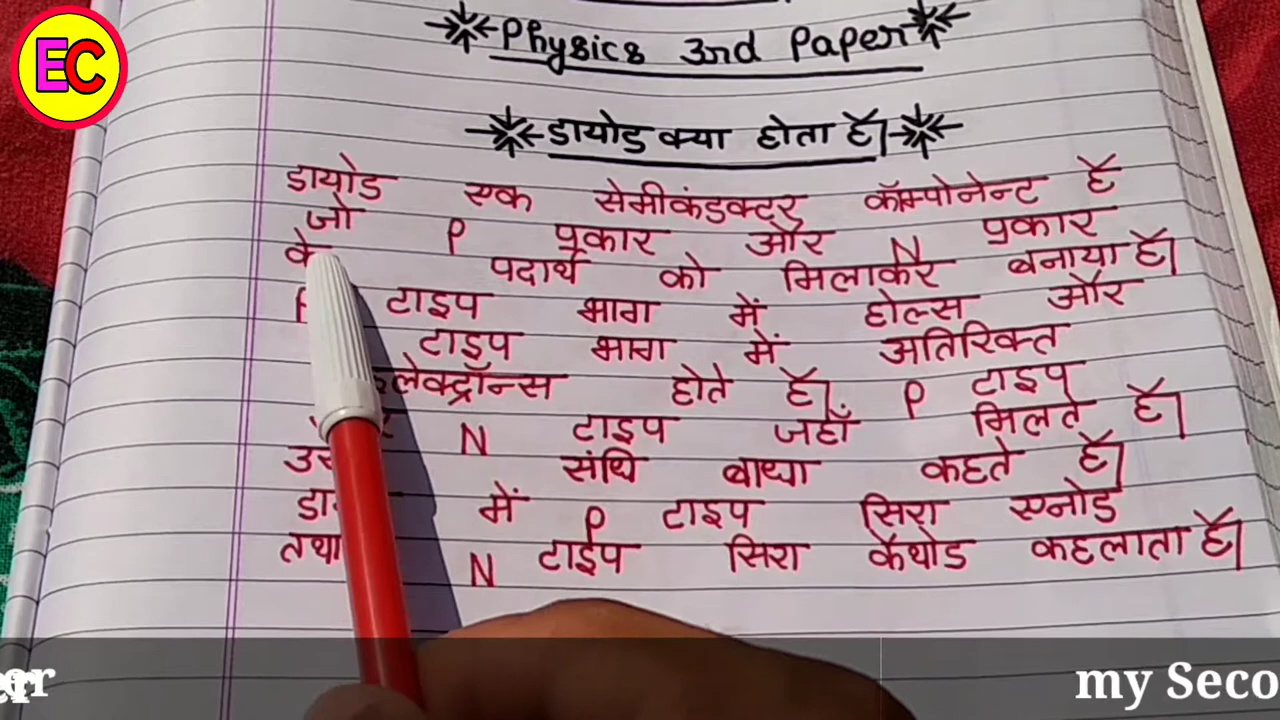 EC
Physics 3rd Paper
डायोड क्या होता है।
डायोड एक सेमीकंडक्टर कॉम्पोनेन्ट है
जो P प्रकार और N प्रकार
के पदार्थ को मिलाकर बनाया है।
P टाइप भाग में होल्स और
टाइप भाग में अतिरिक्त
इलेक्ट्रॉन्स होते है। P टाइप
N टाइप जहाँ मिलते है।
संधि बाधा कहते है।
में P टाइप सिरा एनोड
तथा N टाईप सिरा कैथोड कहलाता है।
my Seco